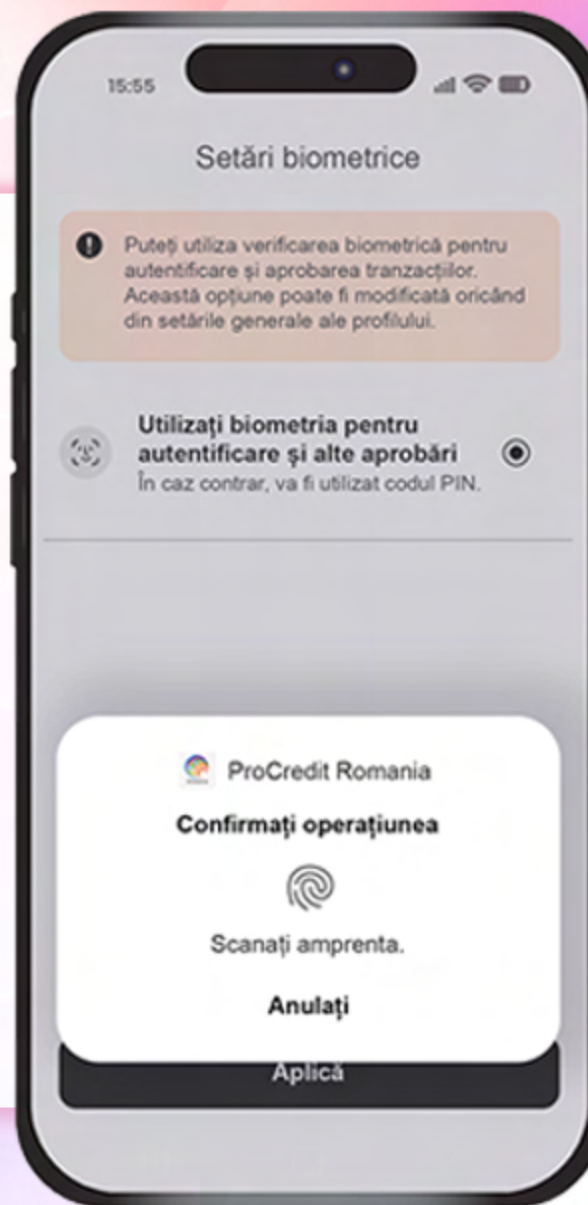 15:55
Setări biometrice
Puteți utiliza verificarea biometrică pentru
autentificare și aprobarea tranzacțiilor.
Această opțiune poate fi modificată oricând
din setările generale ale profilului.
Utilizați biometria pentru
autentificare și alte aprobări
În caz contrar, va fi utilizat codul PIN.
ProCredit Romania
Confirmați operațiunea
Scanați amprenta.
Anulați
Aplică